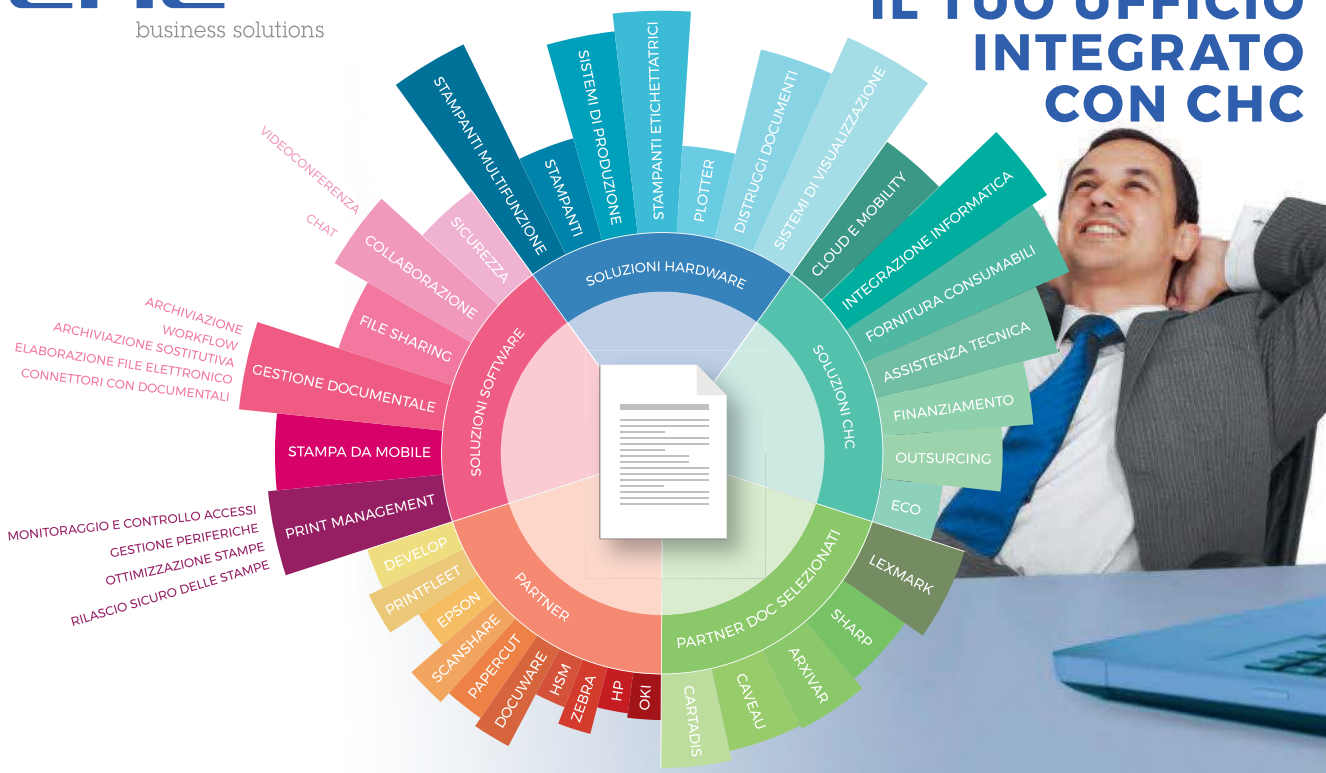 business solutions
IL TUO UFFICIO
INTEGRATO
CON CHC
SOLUZIONI HARDWARE
STAMPANTI MULTIFUNZIONE
STAMPANTI
SISTEMI DI PRODUZIONE
STAMPANTI ETICHETTATRICI
PLOTTER
DISTRUGGI DOCUMENTI
SISTEMI DI VISUALIZZAZIONE
SOLUZIONI CHC
CLOUD E MOBILITY
INTEGRAZIONE INFORMATICA
FORNITURA CONSUMABILI
ASSISTENZA TECNICA
FINANZIAMENTO
OUTSURCING
ECO
PARTNER DOC SELEZIONATI
LEXMARK
SHARP
ARXIVAR
CAVEAU
CARTADIS
PARTNER
OKI
HP
ZEBRA
HSM
DOCUWARE
PAPERCUT
SCANSHARE
EPSON
PRINTFLEET
DEVELOP
SOLUZIONI SOFTWARE
PRINT MANAGEMENT
MONITORAGGIO E CONTROLLO ACCESSI
GESTIONE PERIFERICHE
OTTIMIZZAZIONE STAMPE
RILASCIO SICURO DELLE STAMPE
STAMPA DA MOBILE
GESTIONE DOCUMENTALE
ARCHIVIAZIONE
WORKFLOW
ARCHIVIAZIONE SOSTITUTIVA
ELABORAZIONE FILE ELETTRONICO
CONNETTORI CON DOCUMENTALI
FILE SHARING
COLLABORAZIONE
VIDEOCONFERENZA
CHAT
SICUREZZA